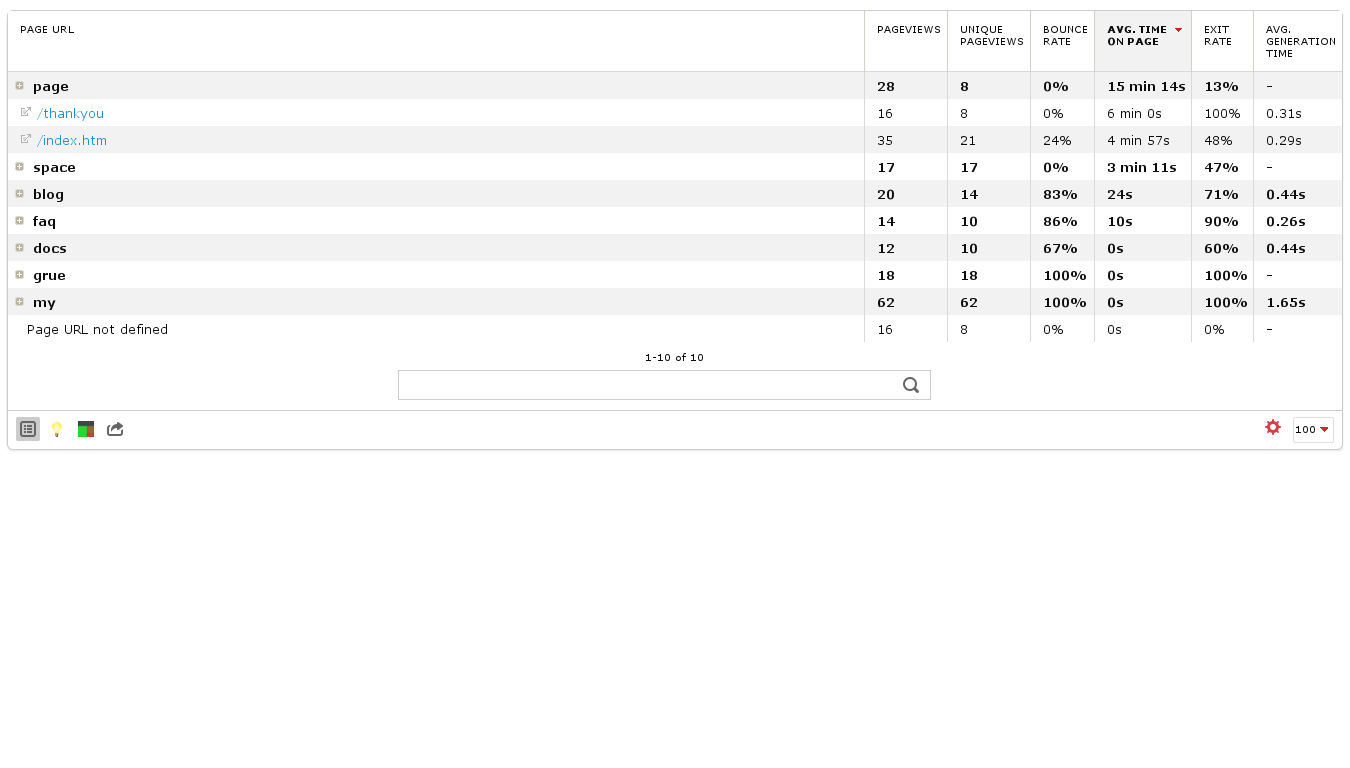 PAGE URL PAGEVIEWS UNIQUE PAGEVIEWS BOUNCE RATE AVG. TIME ON PAGE EXIT RATE AVG. GENERATION TIME
page 28 8 0% 15 min 14s 13% -
/thankyou 16 8 0% 6 min 0s 100% 0.31s
/index.htm 35 21 24% 4 min 57s 48% 0.29s
space 17 17 0% 3 min 11s 47% -
blog 20 14 83% 24s 71% 0.44s
faq 14 10 86% 10s 90% 0.26s
docs 12 10 67% 0s 60% 0.44s
grue 18 18 100% 0s 100% -
my 62 62 100% 0s 100% 1.65s
Page URL not defined 16 8 0% 0s 0% -
1-10 of 10
100